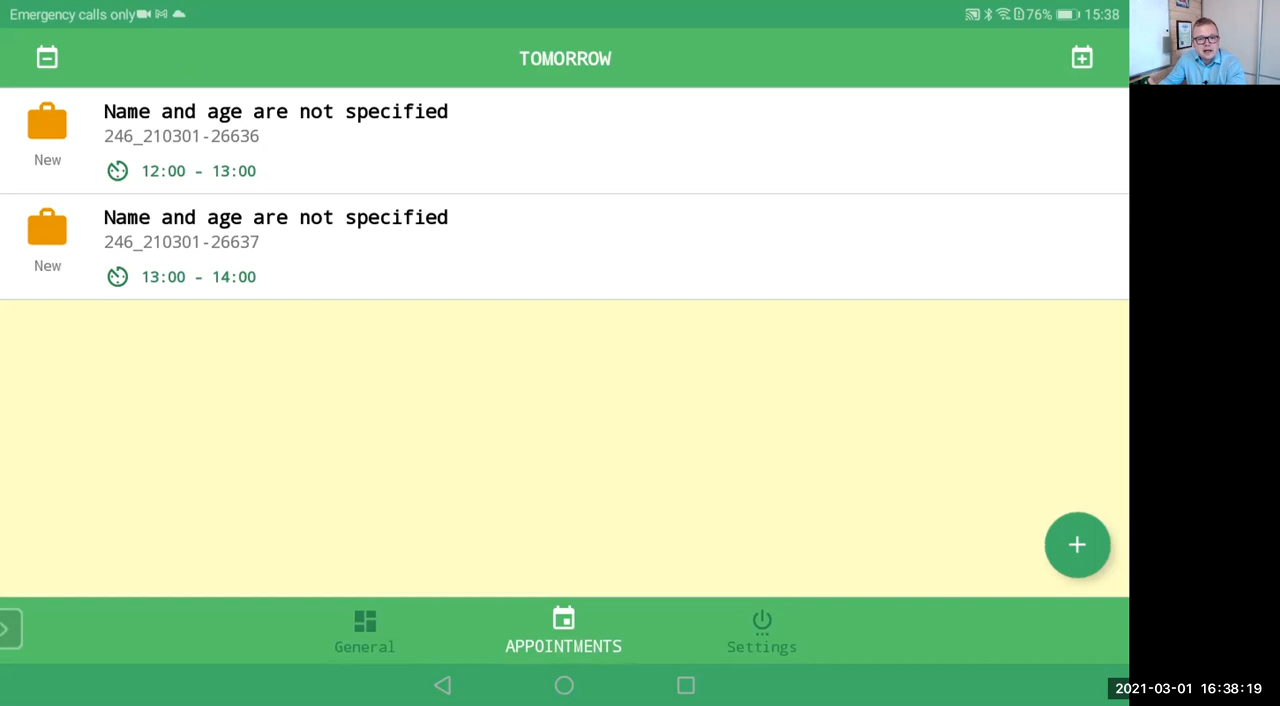 Emergency calls only
76% 15:38
TOMORROW
Name and age are not specified
246_210301-26636
New
12:00 - 13:00
Name and age are not specified
246_210301-26637
New
13:00 - 14:00
General
APPOINTMENTS
Settings
2021-03-01 16:38:19